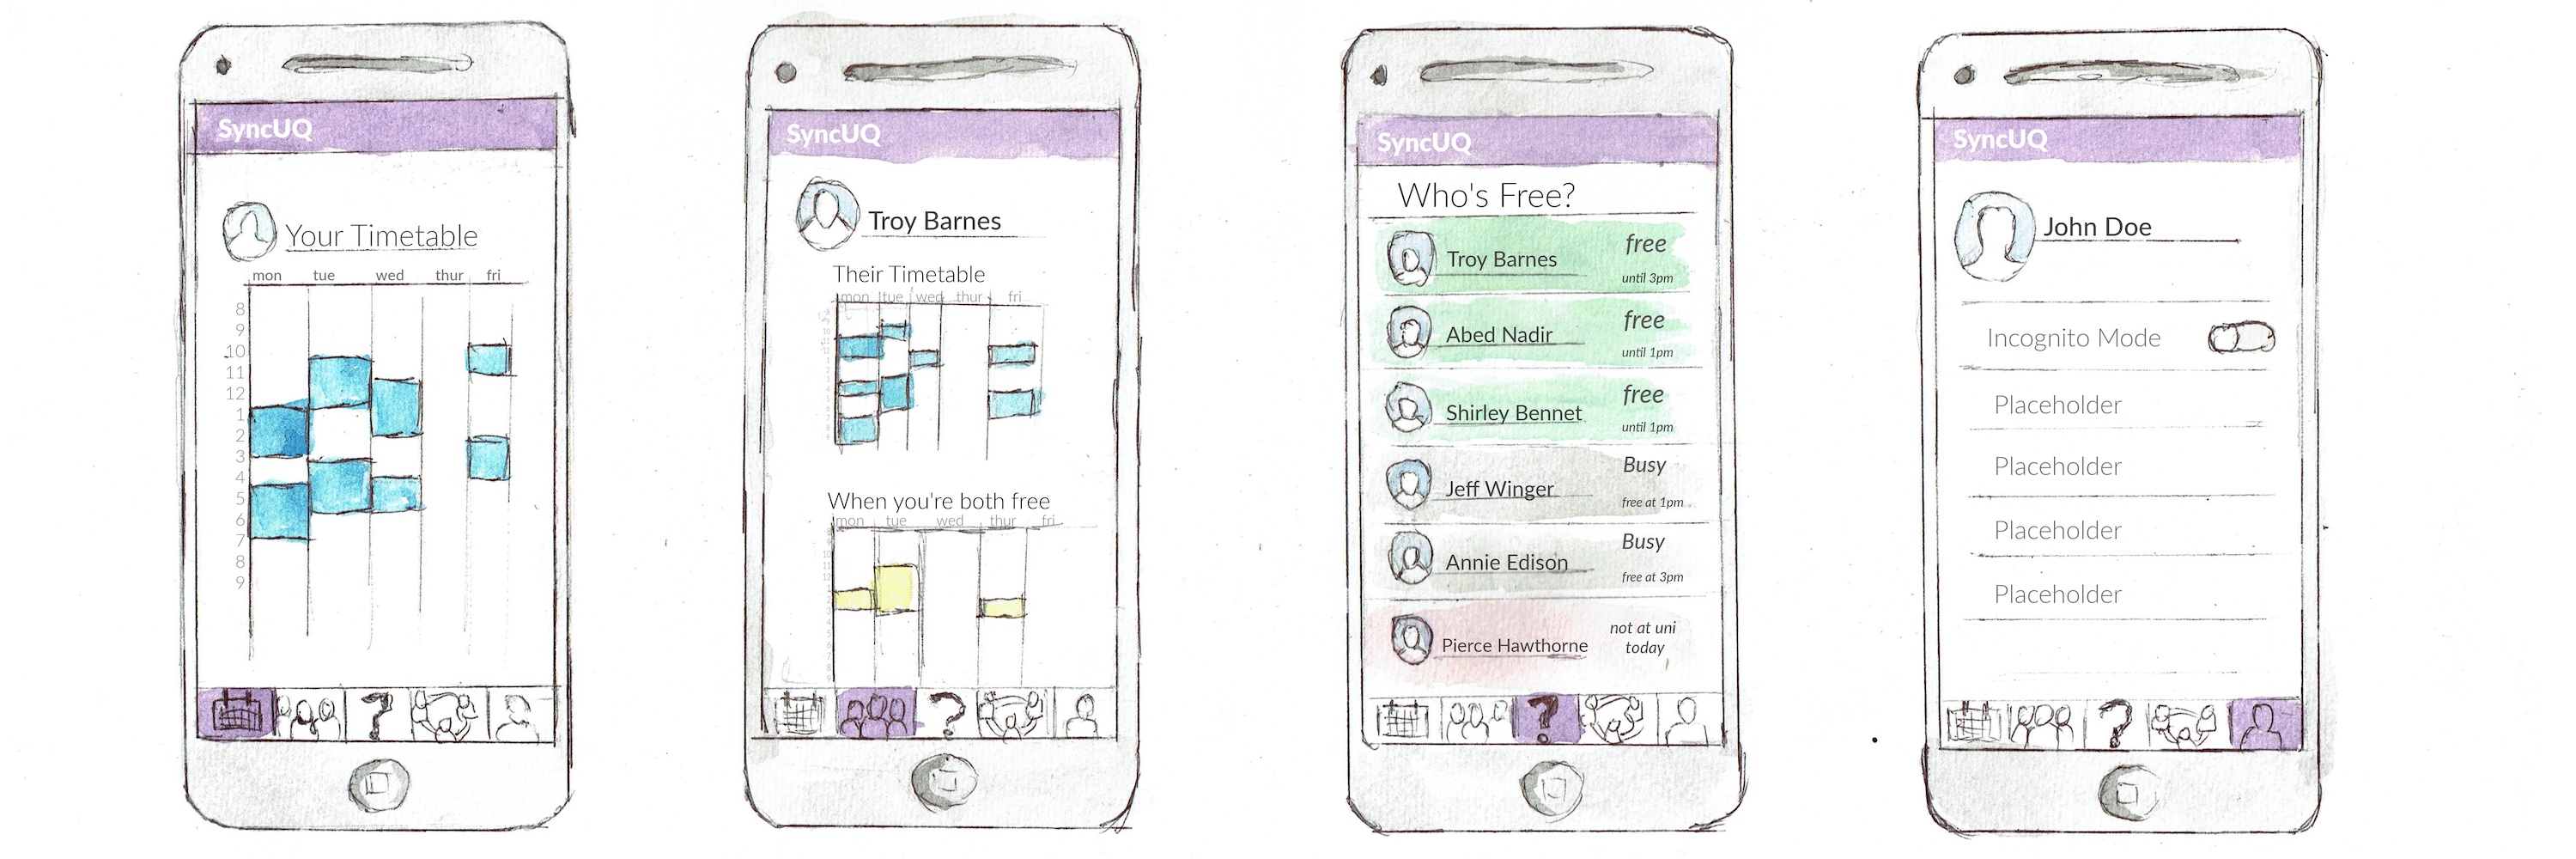 SyncUQ
Your Timetable
mon tue wed thur fri
8
9
10
11
12
1
2
3
4
5
6
7
8
9
SyncUQ
Troy Barnes
Their Timetable
mon tue wed thur fri
When you're both free
mon tue wed thur fri
SyncUQ
Who's Free?
Troy Barnes
free
until 3pm
Abed Nadir
free
until 1pm
Shirley Bennet
free
until 1pm
Jeff Winger
Busy
free at 1pm
Annie Edison
Busy
free at 3pm
Pierce Hawthorne
not at uni
today
?
SyncUQ
John Doe
Incognito Mode
Placeholder
Placeholder
Placeholder
Placeholder
?
?
?